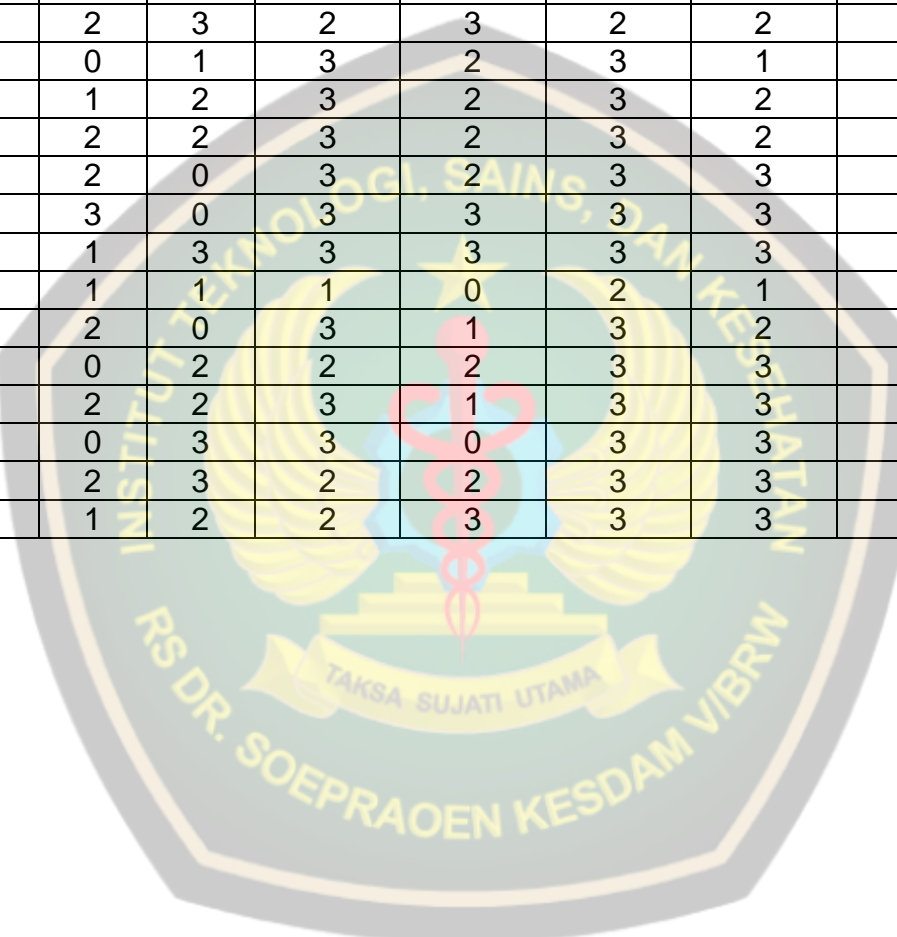 2 3 2 3 2 2
0 1 3 2 3 1
1 2 3 2 3 2
2 2 3 2 3 2
2 0 3 2 3 3
3 0 3 3 3 3
1 3 3 3 3 3
1 1 1 0 2 1
2 0 3 1 3 2
0 2 2 2 3 3
2 2 3 1 3 3
0 3 3 0 3 3
2 3 2 2 3 3
1 2 2 3 3 3
INSTITUT TEKNOLOGI, SAINS, DAN KESEHATAN
TAKSA SUJATI UTAMA
RS DR. SOEPRAOEN KESDAM V/BRW